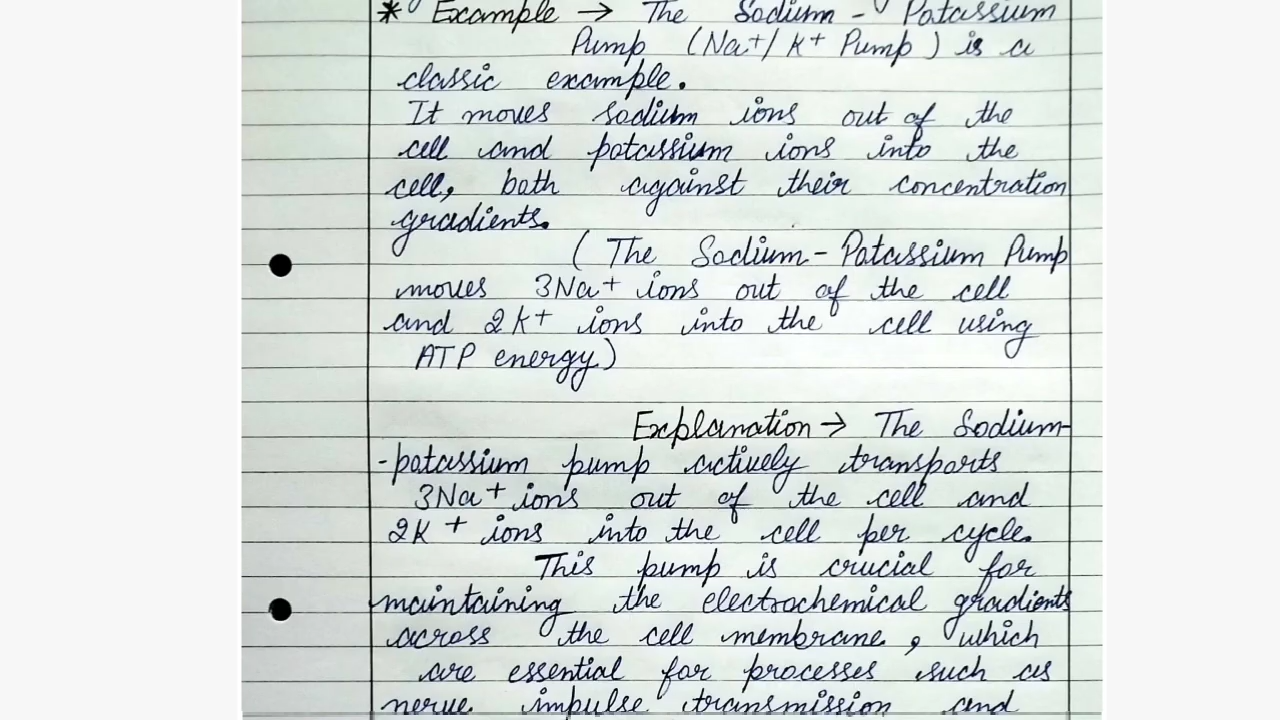 * Example → The Sodium - Potassium
Pump (Na+/K+ Pump) is a
classic example.
It moves sodium ions out of the
cell and potassium ions into the
cell, both against their concentration
gradients.
( The Sodium-Potassium Pump
moves 3Na+ ions out of the cell
and 2K+ ions into the cell using
ATP energy.)
Explanation → The Sodium-
-potassium pump actively transports
3Na+ ions out of the cell and
2K+ ions into the cell per cycle.
This pump is crucial for
maintaining the electrochemical gradients
across the cell membrane, which
are essential for processes such as
nerve impulse transmission and